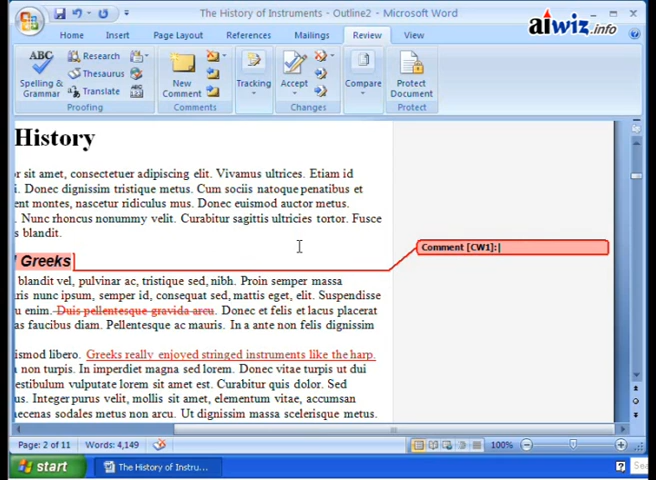 The History of Instruments - Outline2 - Microsoft Word
aiwiz.info
Home Insert Page Layout References Mailings Review View
ABC
Spelling & Grammar
Research
Thesaurus
Translate
Proofing
New Comment
Comments
Tracking
Accept
Changes
Compare
Protect Document
Protect
History
r sit amet, consectetuer adipiscing elit. Vivamus ultrices. Etiam id
i. Donec dignissim tristique metus. Cum sociis natoque penatibus et
ent montes, nascetur ridiculus mus. Donec euismod auctor metus.
. Nunc rhoncus nonummy velit. Curabitur sagittis ultricies tortor. Fusce
s blandit.
Comment [CW1]:
Greeks
blandit vel, pulvinar ac, tristique sed, nibh. Proin semper massa
ris nunc ipsum, semper id, consequat sed, mattis eget, elit. Suspendisse
u enim. Duis pellentesque gravida arcu. Donec et felis et lacus placerat
as faucibus diam. Pellentesque ac mauris. In a ante non felis dignissim
ismod libero. Greeks really enjoyed stringed instruments like the harp.
a non turpis. In imperdiet magna sed lorem. Donec vitae turpis ut dui
estibulum vulputate lorem sit amet est. Curabitur quis dolor. Sed
s. Integer purus velit, mollis sit amet, elementum vitae, accumsan
aecenas sodales metus non arcu. Ut dignissim massa scelerisque metus.
Page: 2 of 11 Words: 4,149 100%
start The History of Instru...